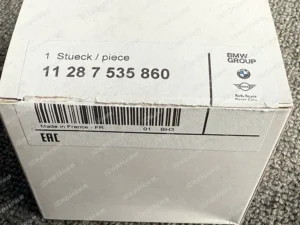 1 Stueck / piece
11 28 7 535 860
BMW
GROUP
Made in France - FR 01 BH3
EAC